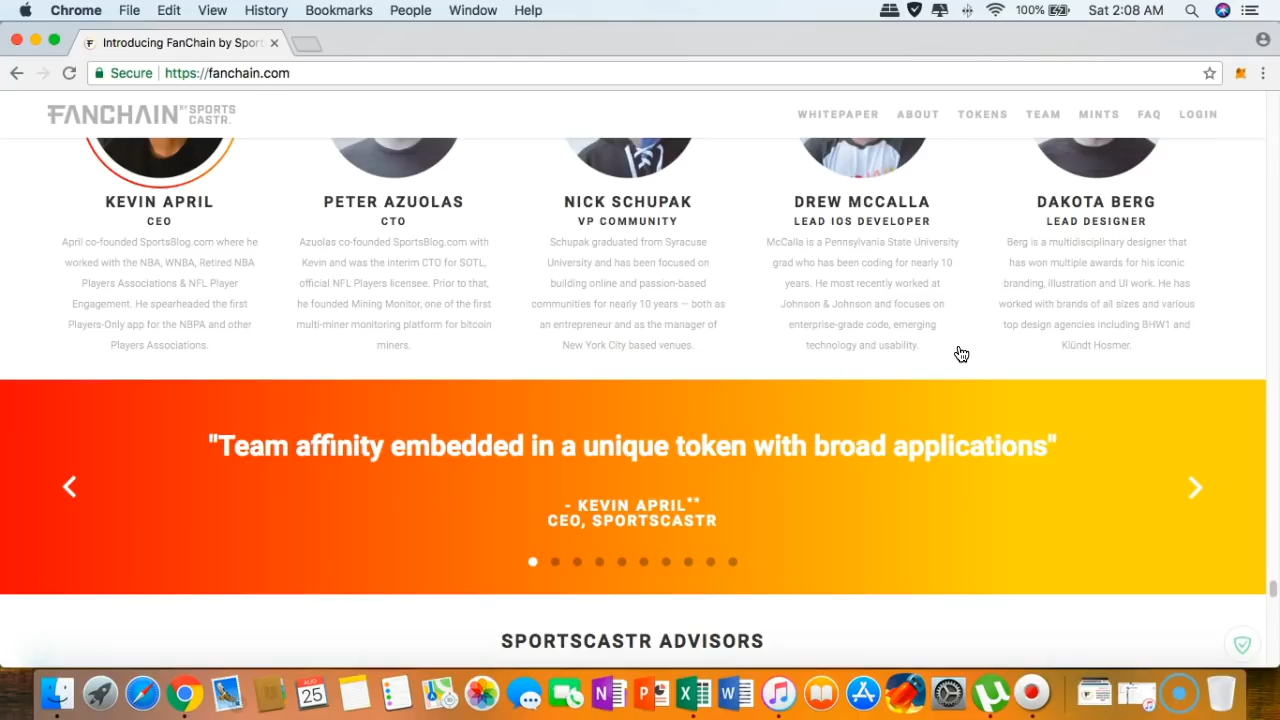 Chrome File Edit View History Bookmarks People Window Help 100% Sat 2:08 AM
Introducing FanChain by Sport
Secure https://fanchain.com
FANCHAIN BY SPORTS CASTR. WHITEPAPER ABOUT TOKENS TEAM MINTS FAQ LOGIN
KEVIN APRIL
CEO
April co-founded SportsBlog.com where he
worked with the NBA, WNBA, Retired NBA
Players Associations & NFL Player
Engagement. He spearheaded the first
Players-Only app for the NBPA and other
Players Associations.
PETER AZUOLAS
CTO
Azuolas co-founded SportsBlog.com with
Kevin and was the interim CTO for SOTL,
official NFL Players licensee. Prior to that,
he founded Mining Monitor, one of the first
multi-miner monitoring platform for bitcoin
miners.
NICK SCHUPAK
VP COMMUNITY
Schupak graduated from Syracuse
University and has been focused on
building online and passion-based
communities for nearly 10 years — both as
an entrepreneur and as the manager of
New York City based venues.
DREW MCCALLA
LEAD IOS DEVELOPER
McCalla is a Pennsylvania State University
grad who has been coding for nearly 10
years. He most recently worked at
Johnson & Johnson and focuses on
enterprise-grade code, emerging
technology and usability.
DAKOTA BERG
LEAD DESIGNER
Berg is a multidisciplinary designer that
has won multiple awards for his iconic
branding, illustration and UI work. He has
worked with brands of all sizes and various
top design agencies including BHW1 and
Klündt Hosmer.
"Team affinity embedded in a unique token with broad applications"
- KEVIN APRIL**
CEO, SPORTSCASTR
SPORTSCASTR ADVISORS
AUG
25